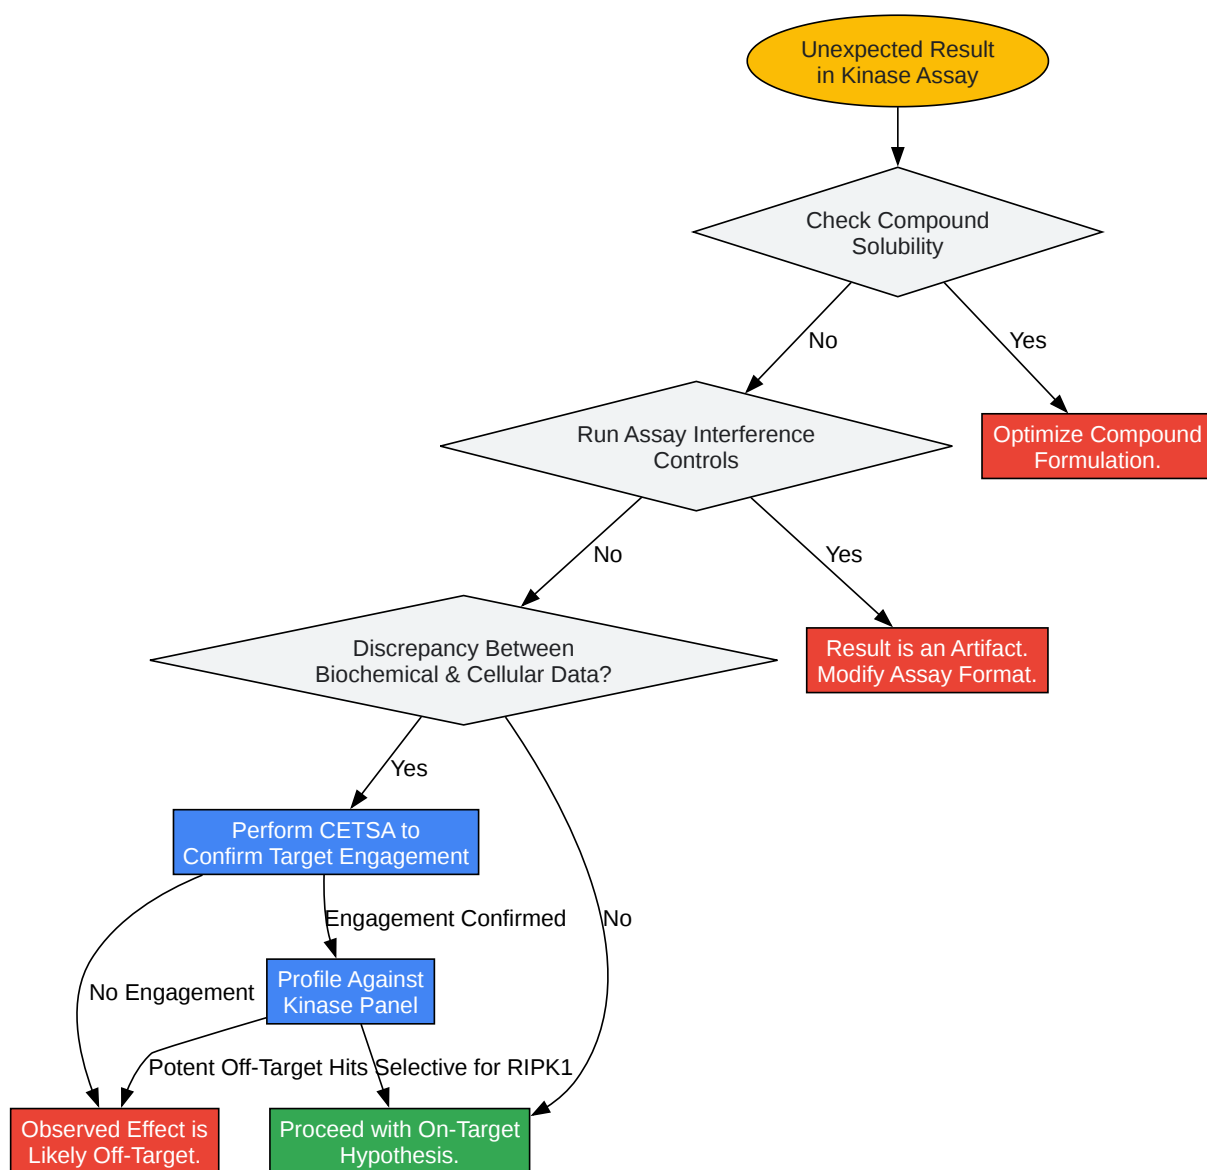 Unexpected Result
in Kinase Assay
Check Compound
Solubility
No
Yes
Run Assay Interference
Controls
Optimize Compound
Formulation.
No
Yes
Discrepancy Between
Biochemical & Cellular Data?
Result is an Artifact.
Modify Assay Format.
Yes
Perform CETSA to
Confirm Target Engagement
Engagement Confirmed
No
No Engagement
Profile Against
Kinase Panel
Potent Off-Target Hits
Selective for RIPK1
Observed Effect is
Likely Off-Target.
Proceed with On-Target
Hypothesis.